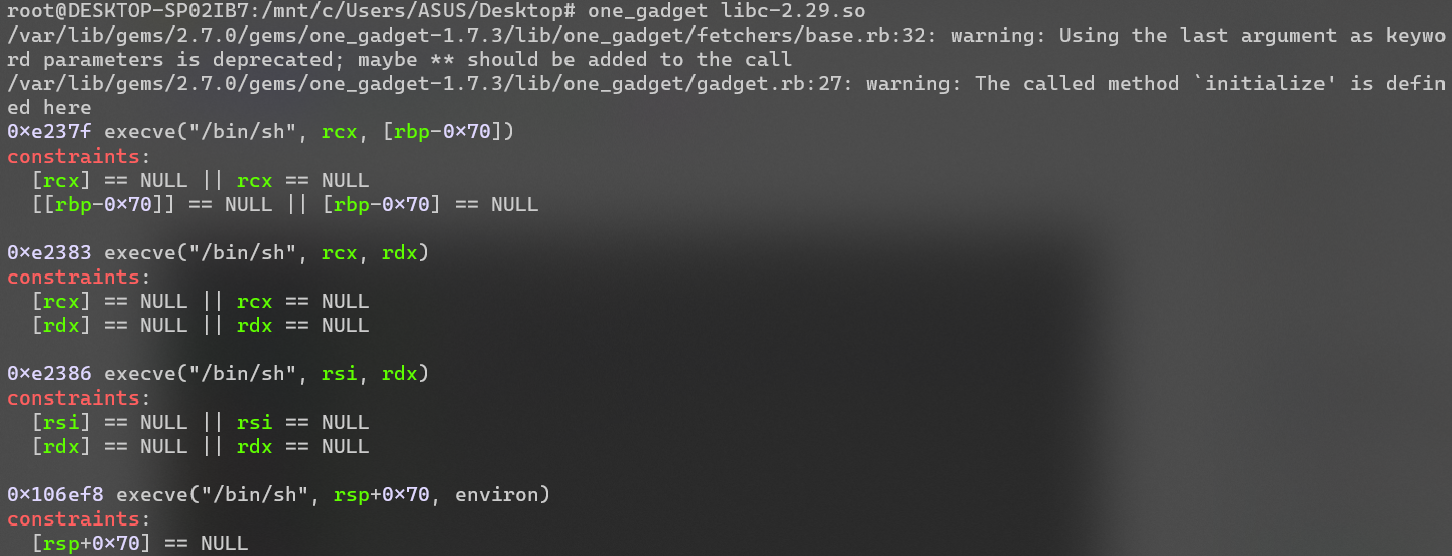 root@DESKTOP-SP02IB7:/mnt/c/Users/ASUS/Desktop# one_gadget libc-2.29.so
/var/lib/gems/2.7.0/gems/one_gadget-1.7.3/lib/one_gadget/fetchers/base.rb:32: warning: Using the last argument as keywo
rd parameters is deprecated; maybe ** should be added to the call
/var/lib/gems/2.7.0/gems/one_gadget-1.7.3/lib/one_gadget/gadget.rb:27: warning: The called method `initialize' is defin
ed here
0xe237f execve("/bin/sh", rcx, [rbp-0x70])
constraints:
  [rcx] == NULL || rcx == NULL
  [[rbp-0x70]] == NULL || [rbp-0x70] == NULL

0xe2383 execve("/bin/sh", rcx, rdx)
constraints:
  [rcx] == NULL || rcx == NULL
  [rdx] == NULL || rdx == NULL

0xe2386 execve("/bin/sh", rsi, rdx)
constraints:
  [rsi] == NULL || rsi == NULL
  [rdx] == NULL || rdx == NULL

0x106ef8 execve("/bin/sh", rsp+0x70, environ)
constraints:
  [rsp+0x70] == NULL